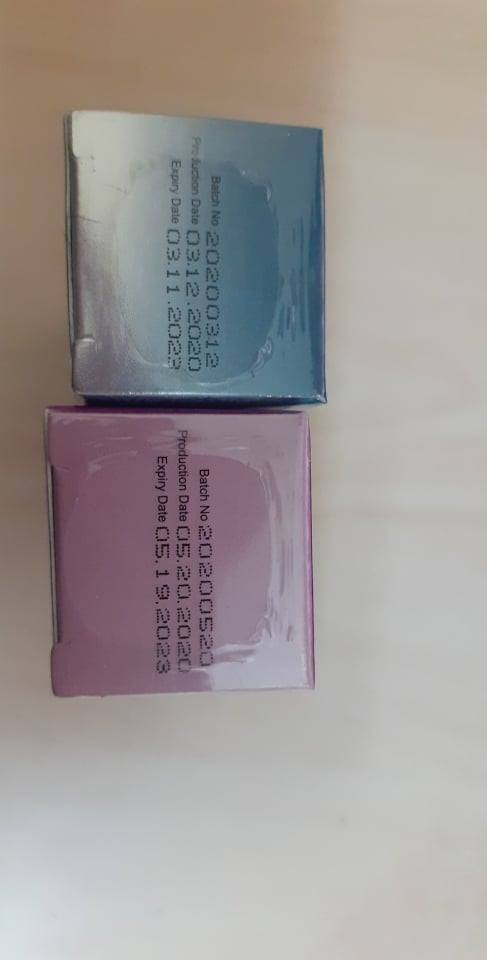 Batch No 20200312
Production Date 03.12.2020
Expiry Date 03.11.2023
Batch No 20200520
Production Date 05.20.2020
Expiry Date 05.19.2023